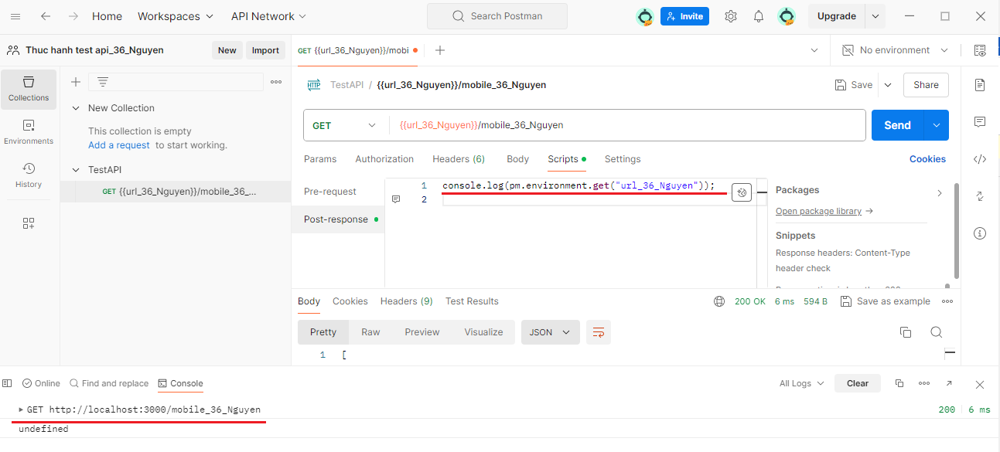 Home Workspaces API Network Search Postman Invite Upgrade
Thuc hanh test api_36_Nguyen New Import GET {{url_36_Nguyen}}/mobi No environment
Collections
Environments
History
New Collection
This collection is empty
Add a request to start working.
TestAPI
GET {{url_36_Nguyen}}/mobile_36_...
HTTP TestAPI / {{url_36_Nguyen}}/mobile_36_Nguyen Save Share
GET {{url_36_Nguyen}}/mobile_36_Nguyen Send
Params Authorization Headers (6) Body Scripts Settings Cookies
Pre-request
Post-response
1 console.log(pm.environment.get("url_36_Nguyen"));
2
Packages
Open package library →
Snippets
Response headers: Content-Type
header check
Body Cookies Headers (9) Test Results 200 OK 6 ms 594 B Save as example
Pretty Raw Preview Visualize JSON
1 [
Online Find and replace Console All Logs Clear
GET http://localhost:3000/mobile_36_Nguyen 200 6 ms
undefined